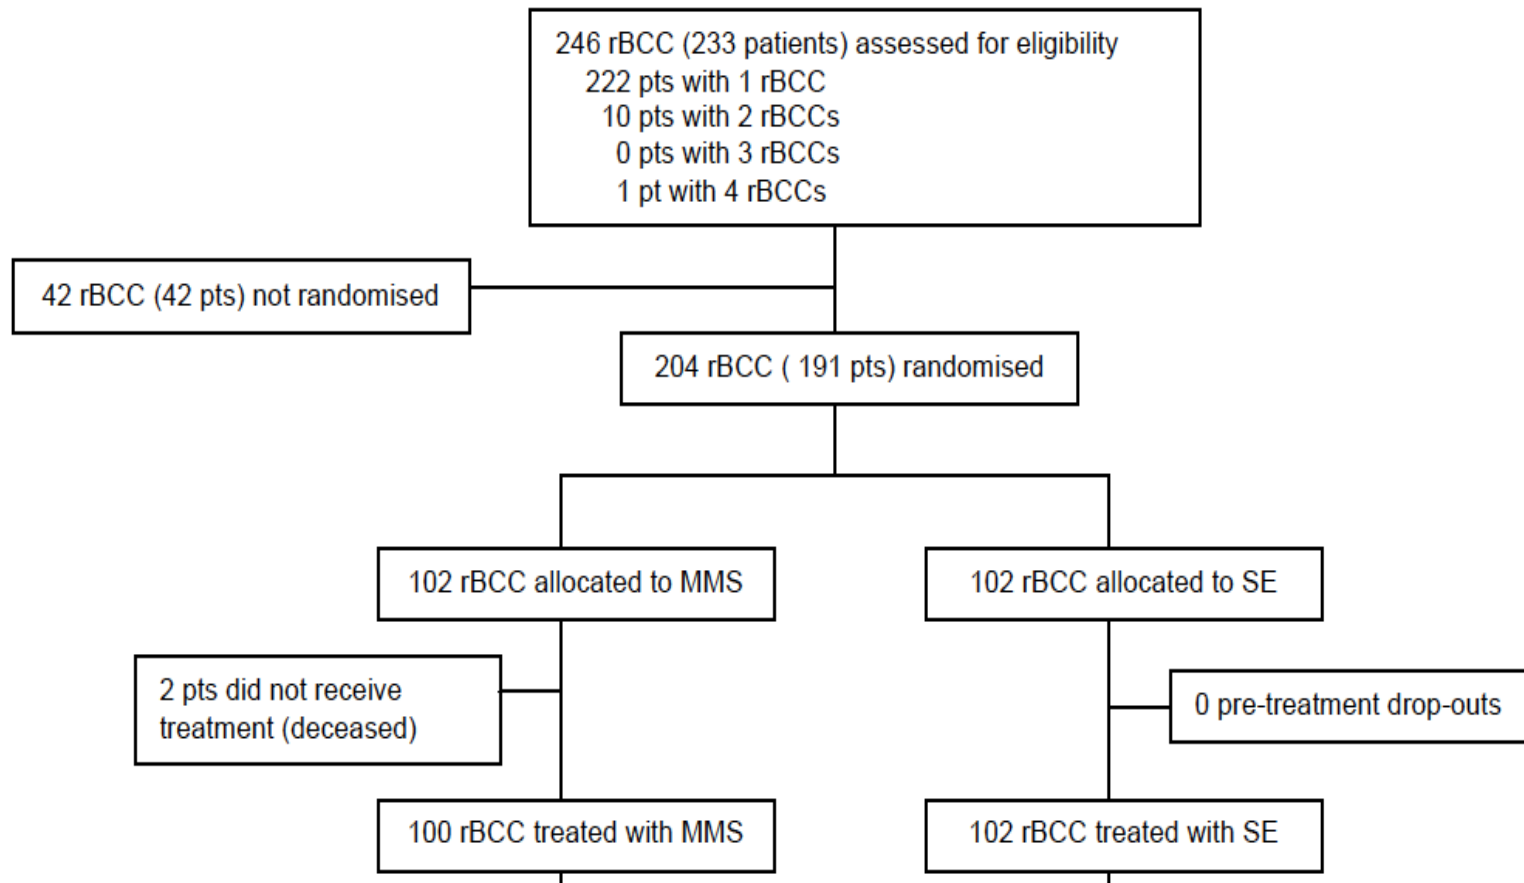 246 rBCC (233 patients) assessed for eligibility
222 pts with 1 rBCC
10 pts with 2 rBCCs
0 pts with 3 rBCCs
1 pt with 4 rBCCs
42 rBCC (42 pts) not randomised
204 rBCC ( 191 pts) randomised
102 rBCC allocated to MMS
102 rBCC allocated to SE
2 pts did not receive
treatment (deceased)
0 pre-treatment drop-outs
100 rBCC treated with MMS
102 rBCC treated with SE